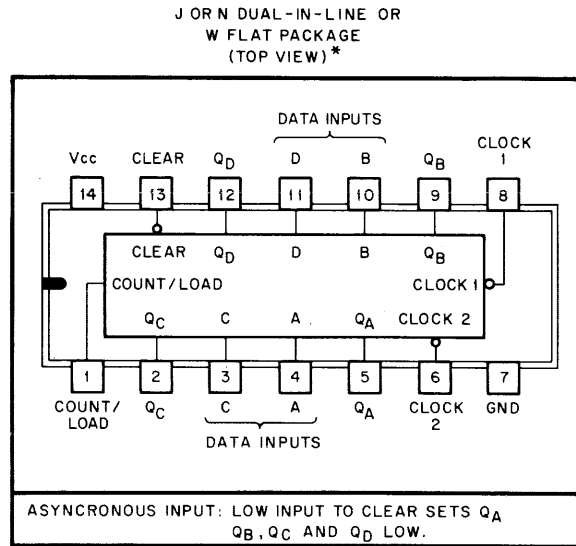 J OR N DUAL-IN-LINE OR
W FLAT PACKAGE
(TOP VIEW)*
DATA INPUTS
CLOCK
1
Vcc CLEAR QD D B QB
14 13 12 11 10 9 8
CLEAR QD D B QB
COUNT/LOAD CLOCK 1
QC C A QA CLOCK 2
1 2 3 4 5 6 7
COUNT/
LOAD
QC C A QA CLOCK
2
GND
DATA INPUTS
ASYNCRONOUS INPUT: LOW INPUT TO CLEAR SETS QA
QB, QC AND QD LOW.